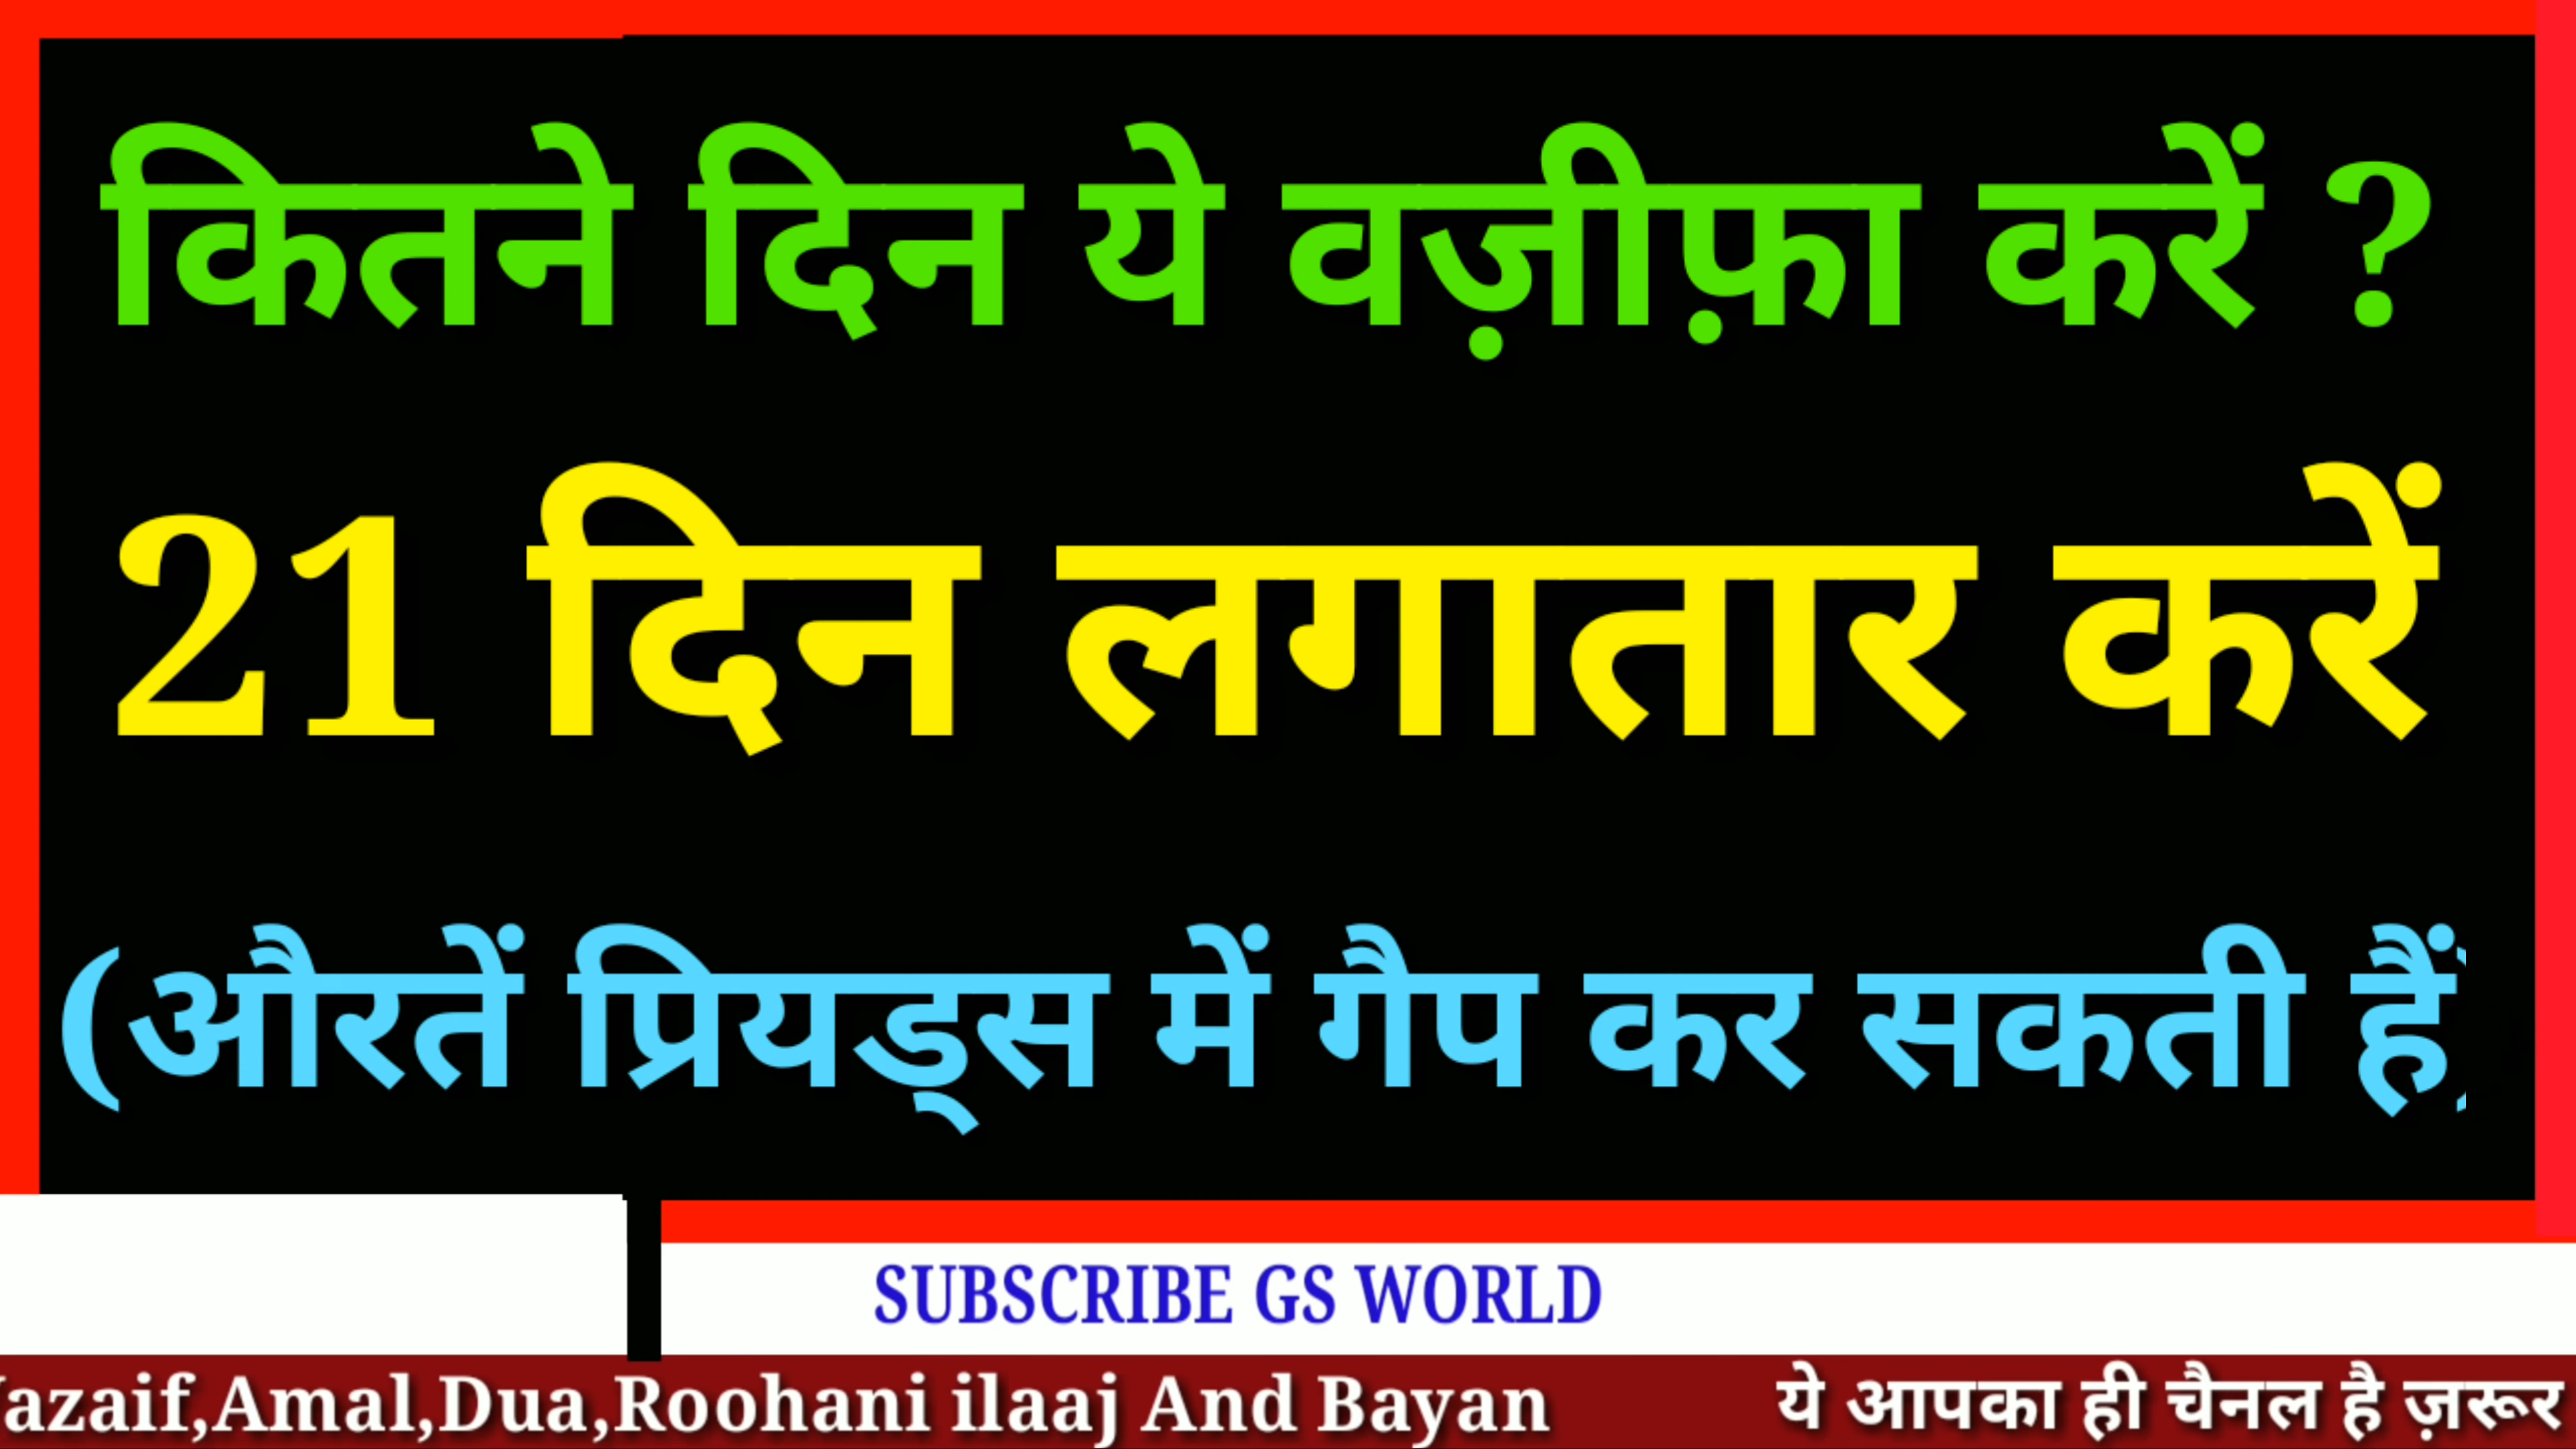 कितने दिन ये वज़ीफ़ा करें ?
21 दिन लगातार करें
(औरतें प्रियड्स में गैप कर सकती हैं)
SUBSCRIBE GS WORLD
azaif,Amal,Dua,Roohani ilaaj And Bayan ये आपका ही चैनल है ज़रूर